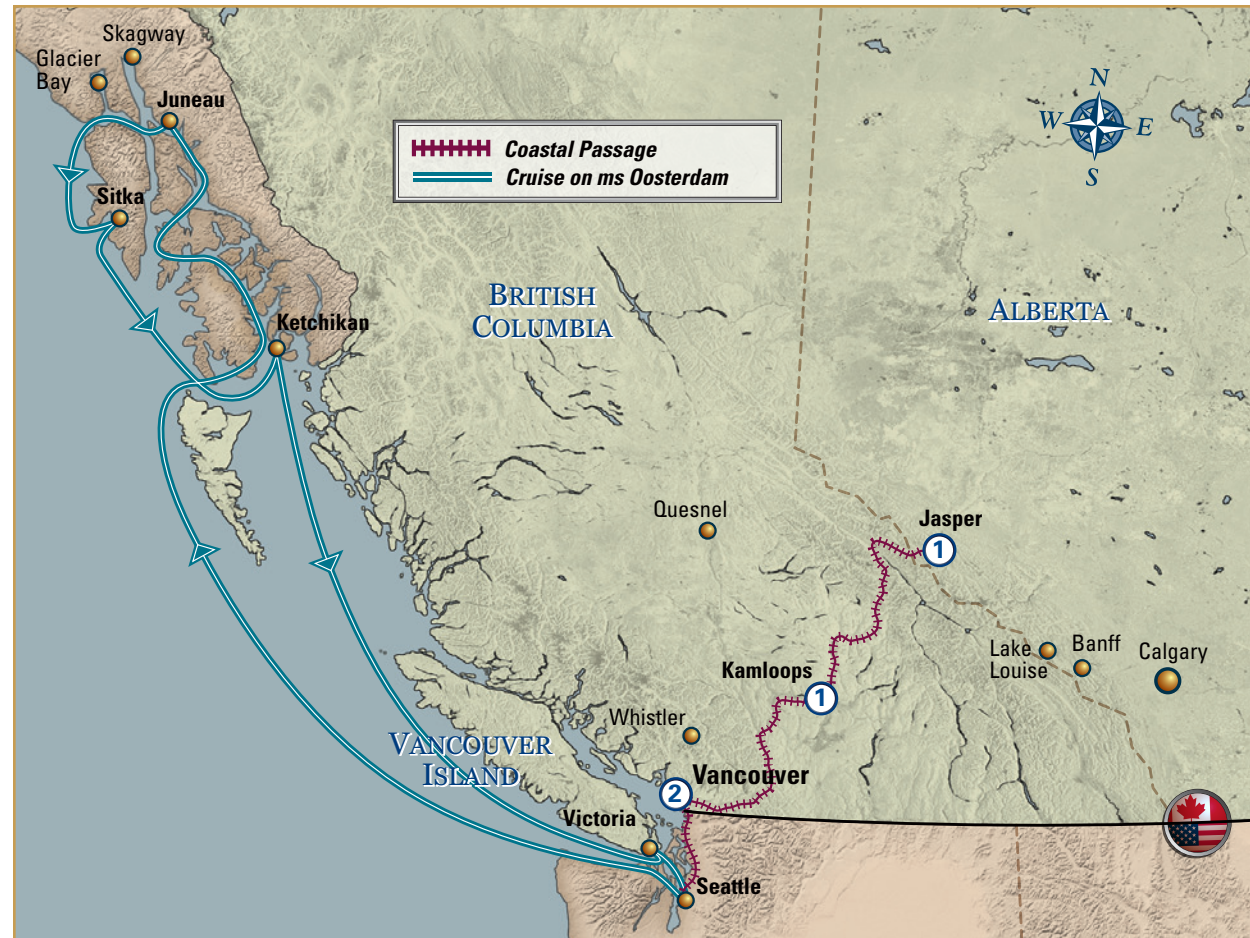 Skagway
Glacier
Bay
Juneau
N
W
E
S
Coastal Passage
Cruise on ms Oosterdam
Sitka
BRITISH
COLUMBIA
ALBERTA
Ketchikan
Quesnel
Jasper
1
Lake
Louise
Banff
Calgary
Kamloops
1
Whistler
VANCOUVER
ISLAND
Vancouver
2
Victoria
Seattle